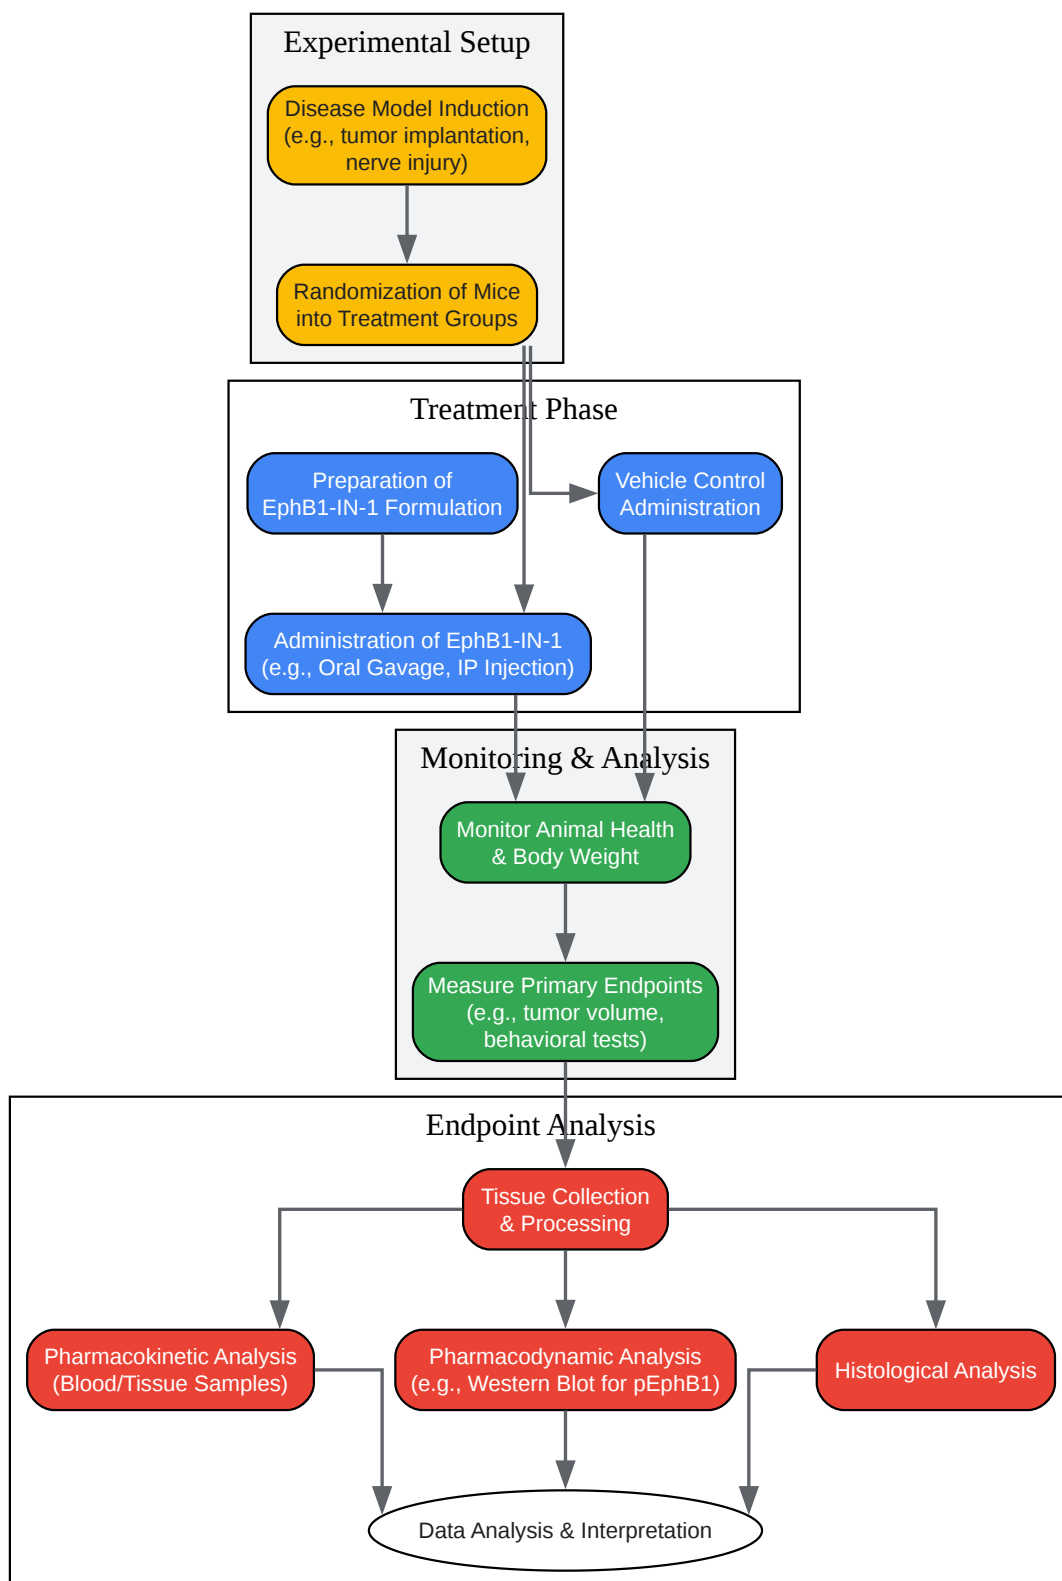 Experimental Setup
Disease Model Induction
(e.g., tumor implantation,
nerve injury)
Randomization of Mice
into Treatment Groups
Treatment Phase
Preparation of
EphB1-IN-1 Formulation
Vehicle Control
Administration
Administration of EphB1-IN-1
(e.g., Oral Gavage, IP Injection)
Monitoring & Analysis
Monitor Animal Health
& Body Weight
Measure Primary Endpoints
(e.g., tumor volume,
behavioral tests)
Endpoint Analysis
Tissue Collection
& Processing
Pharmacokinetic Analysis
(Blood/Tissue Samples)
Pharmacodynamic Analysis
(e.g., Western Blot for pEphB1)
Histological Analysis
Data Analysis & Interpretation